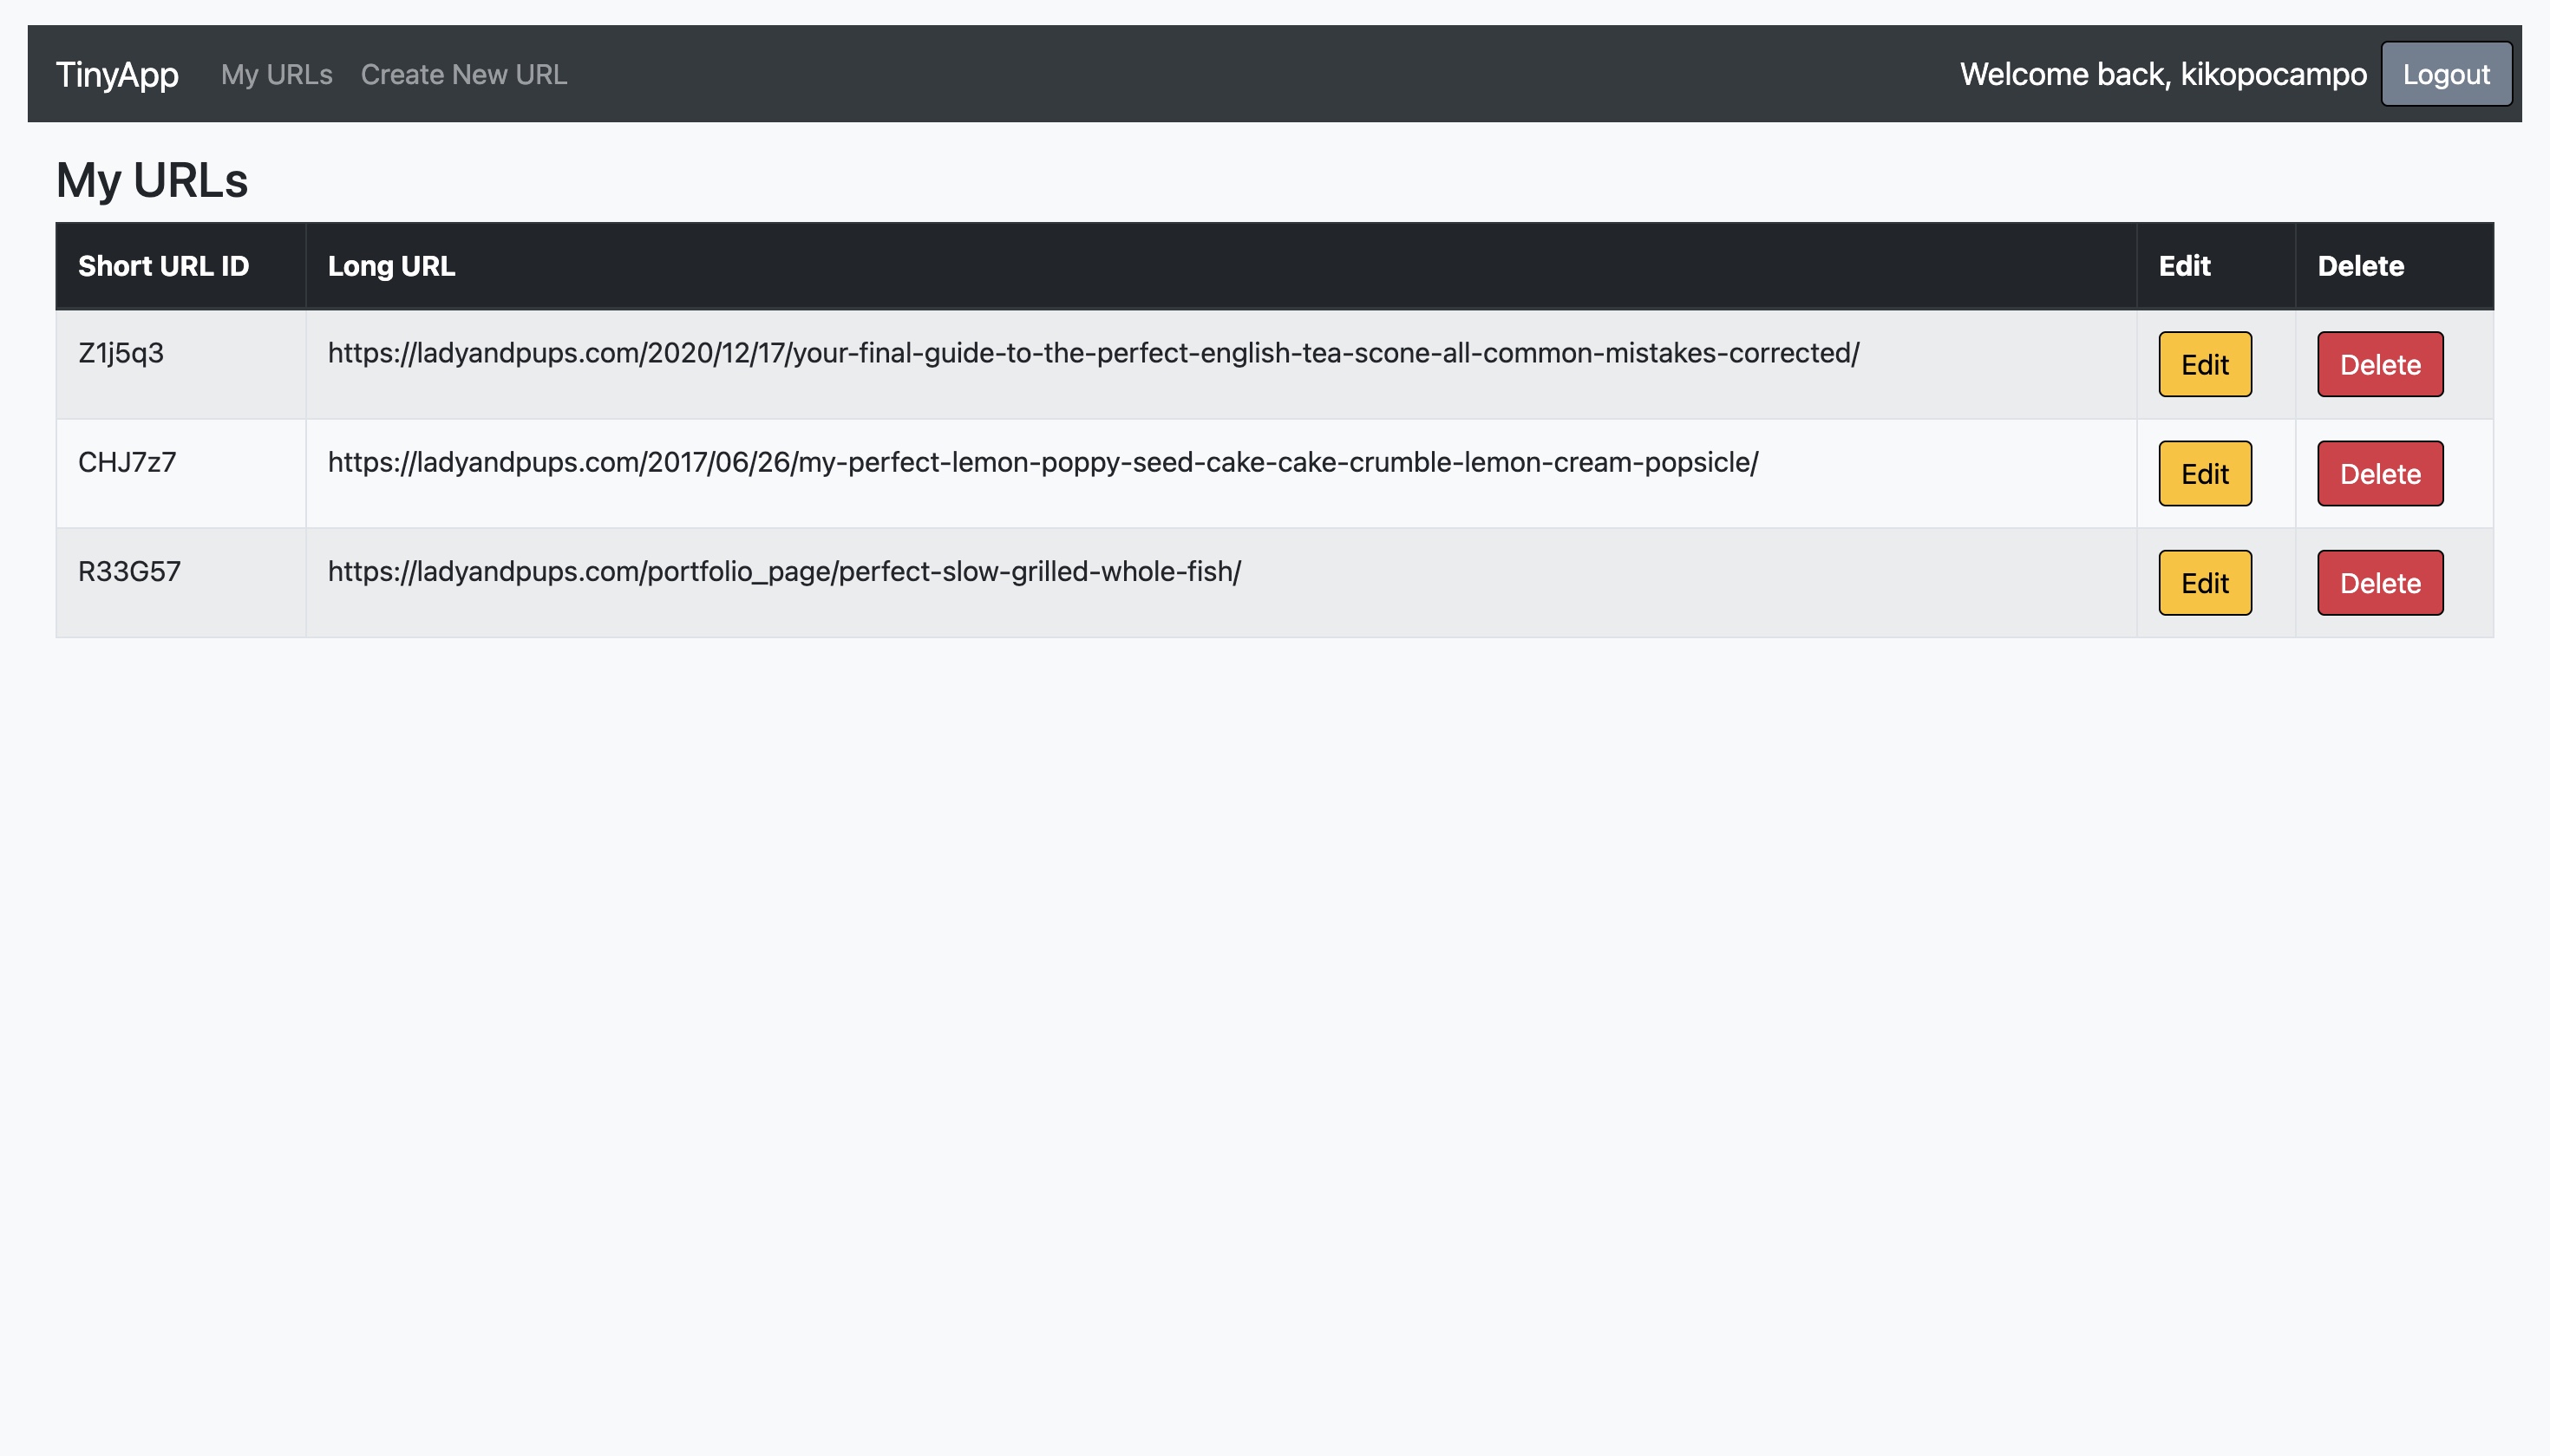 TinyApp My URLs Create New URL Welcome back, kikopocampo Logout
My URLs
Short URL ID Long URL Edit Delete
Z1j5q3 https://ladyandpups.com/2020/12/17/your-final-guide-to-the-perfect-english-tea-scone-all-common-mistakes-corrected/ Edit Delete
CHJ7z7 https://ladyandpups.com/2017/06/26/my-perfect-lemon-poppy-seed-cake-cake-crumble-lemon-cream-popsicle/ Edit Delete
R33G57 https://ladyandpups.com/portfolio_page/perfect-slow-grilled-whole-fish/ Edit Delete